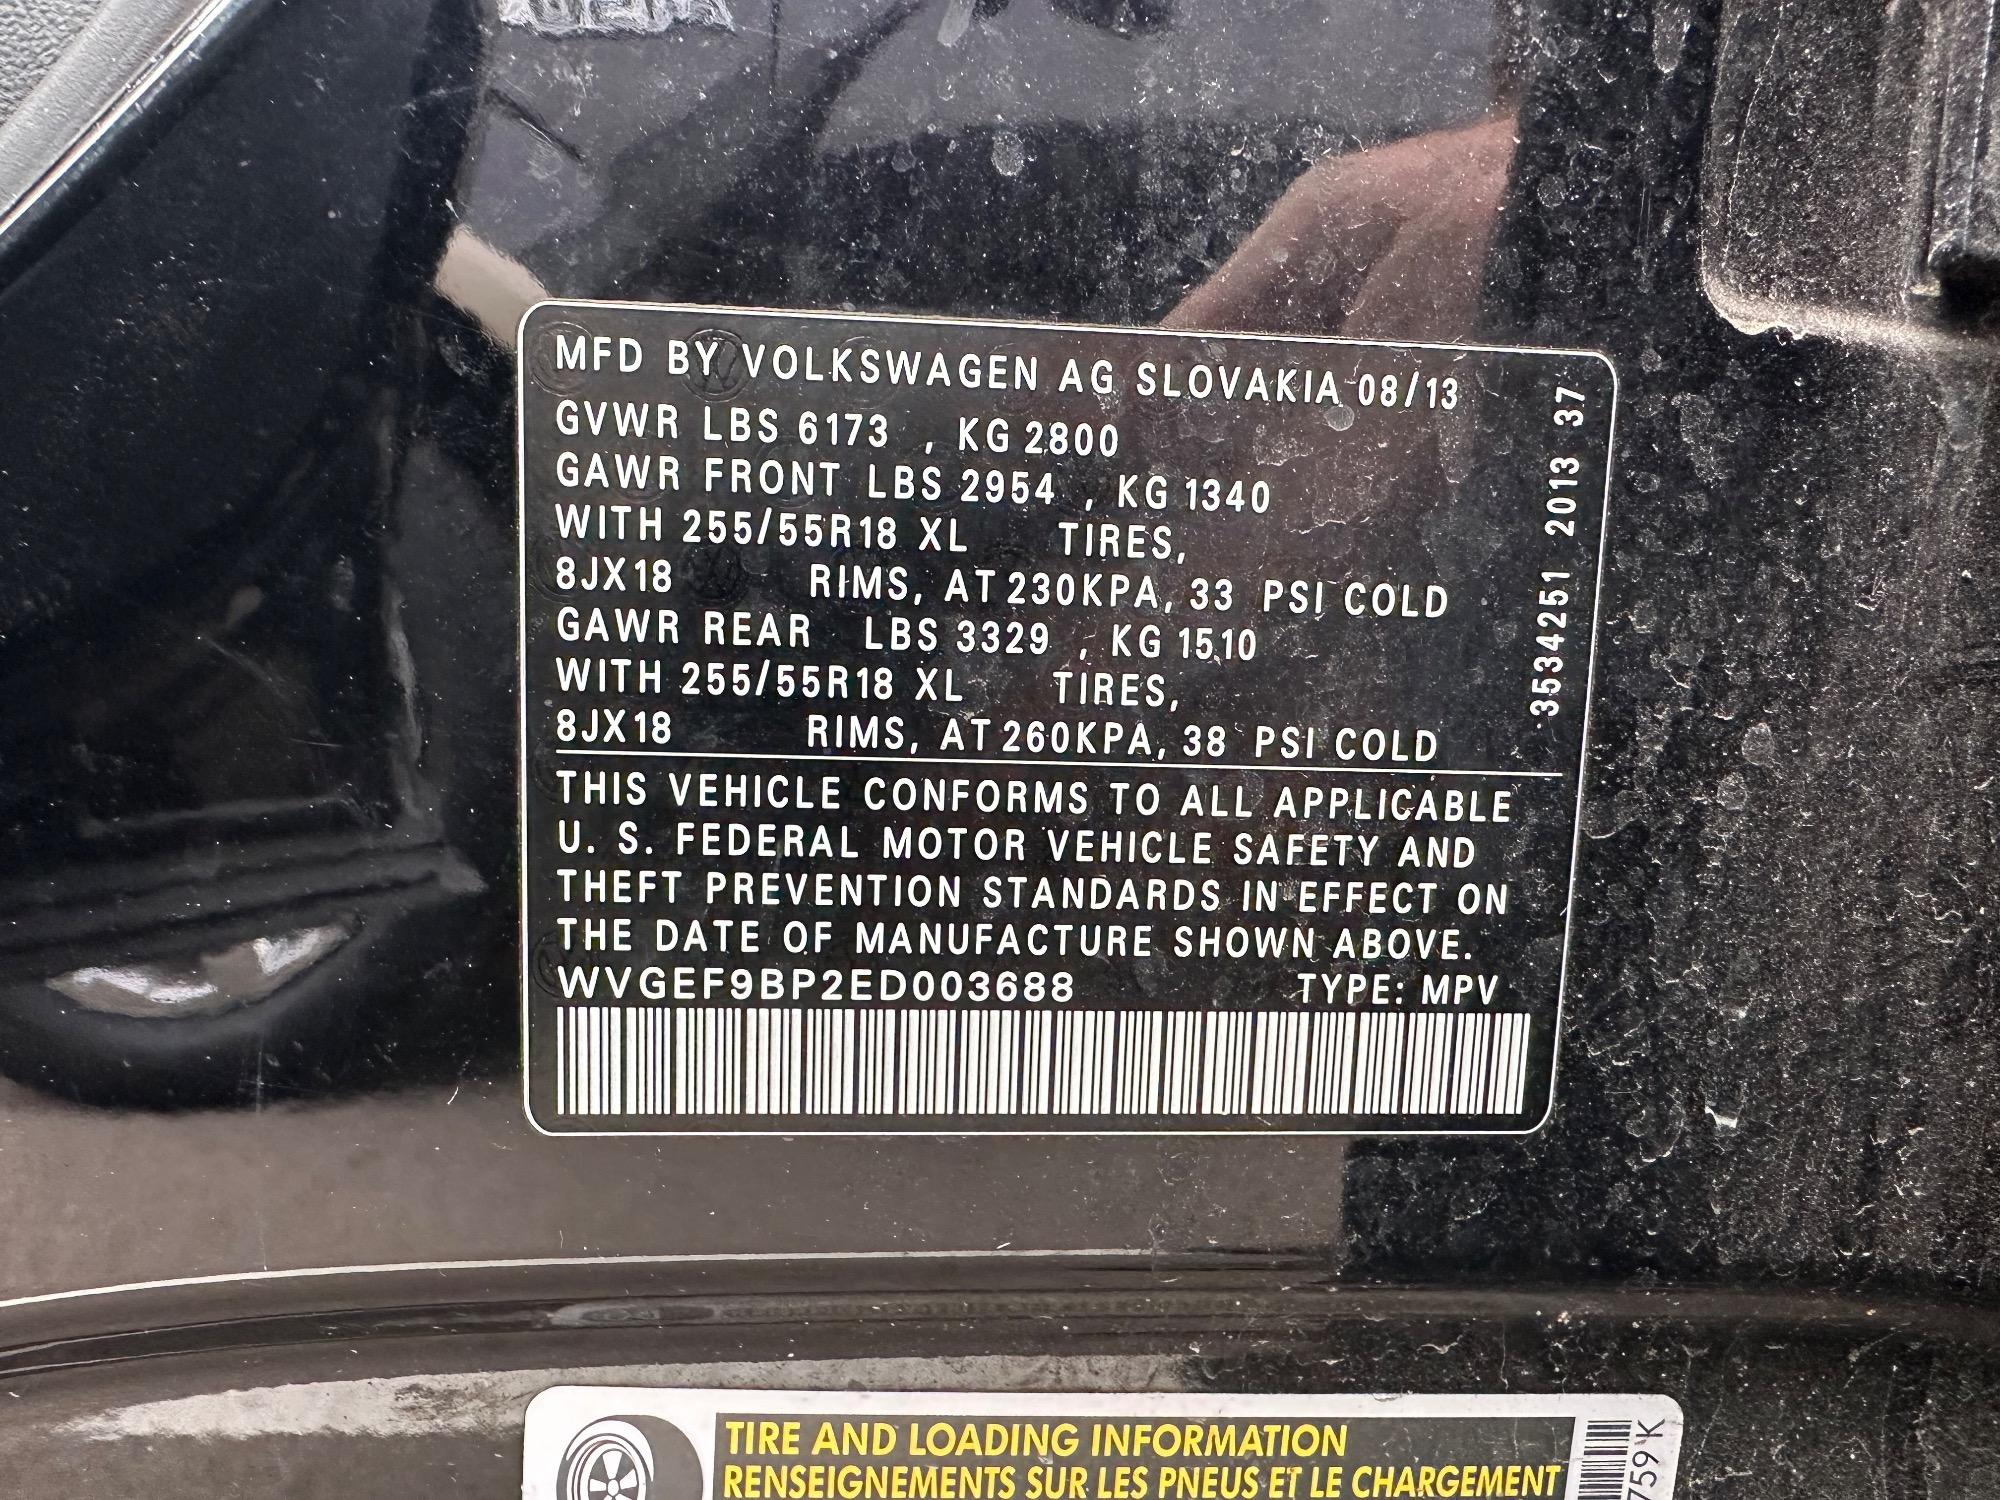 MFD BY VOLKSWAGEN AG SLOVAKIA 08/13
GVWR LBS 6173 , KG 2800
GAWR FRONT LBS 2954 , KG 1340
WITH 255/55R18 XL TIRES,
8JX18 RIMS, AT 230KPA, 33 PSI COLD
GAWR REAR LBS 3329 , KG 1510
WITH 255/55R18 XL TIRES,
8JX18 RIMS, AT 260KPA, 38 PSI COLD
THIS VEHICLE CONFORMS TO ALL APPLICABLE
U. S. FEDERAL MOTOR VEHICLE SAFETY AND
THEFT PREVENTION STANDARDS IN EFFECT ON
THE DATE OF MANUFACTURE SHOWN ABOVE.
WVGEF9BP2ED003688 TYPE: MPV
3534251 2013 37
TIRE AND LOADING INFORMATION
RENSEIGNEMENTS SUR LES PNEUS ET LE CHARGEMENT
759K